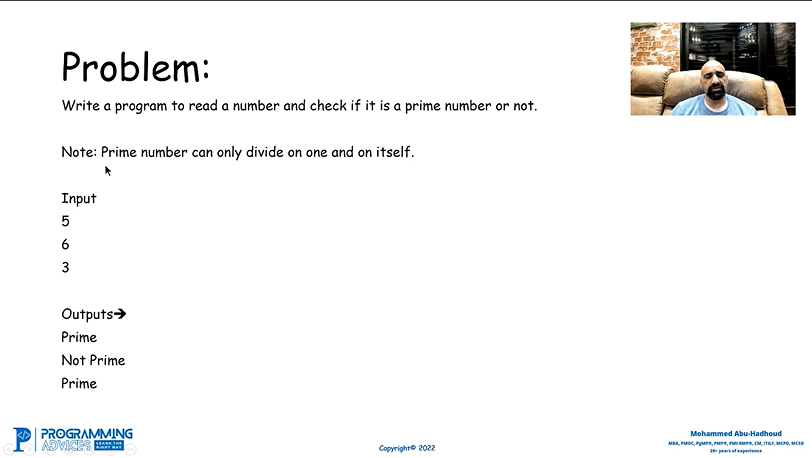 Problem:
Write a program to read a number and check if it is a prime number or not.
Note: Prime number can only divide on one and on itself.
Input
5
6
3
Outputs➔
Prime
Not Prime
Prime
PROGRAMMING
ADVICES LEARN THE RIGHT WAY
Copyright© 2022
Mohammed Abu-Hadhoud
MBA, PMOC, PgMP®, PMP®, PMI-RMP®, CM, ITILF, MCPD, MCSD
26+ years of experience